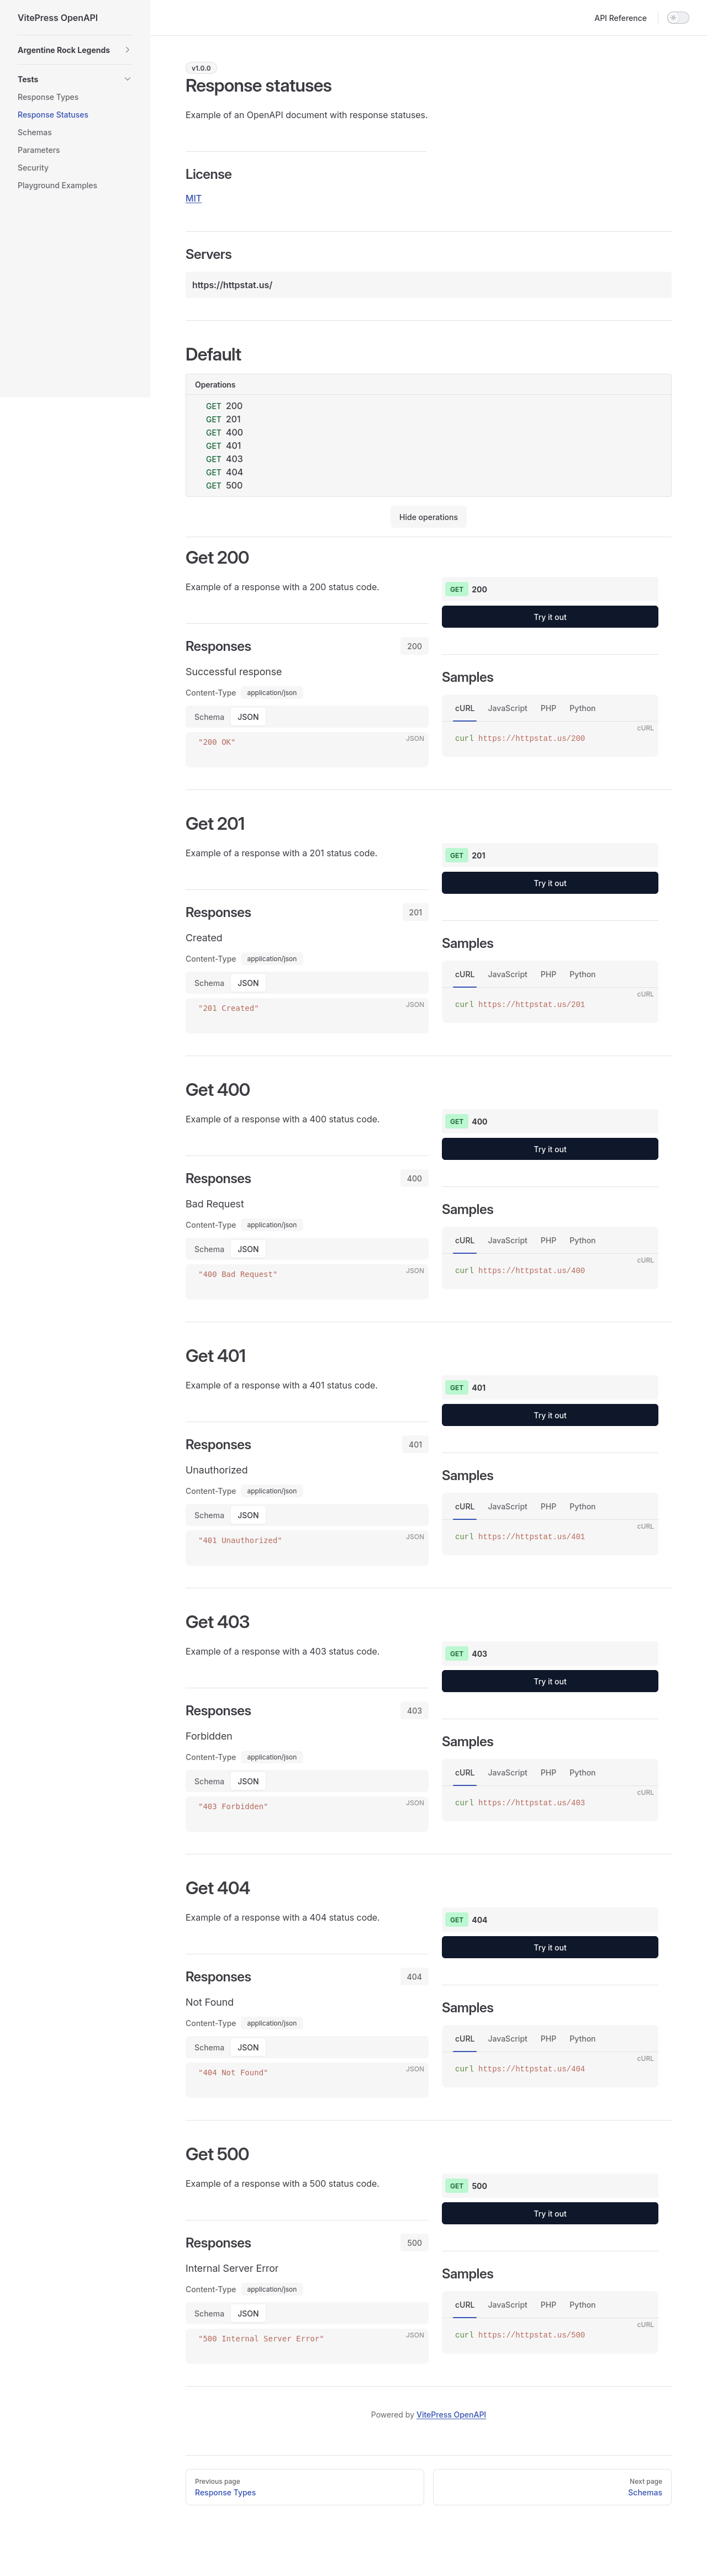 VitePress OpenAPI
Argentine Rock Legends
Tests
Response Types
Response Statuses
Schemas
Parameters
Security
Playground Examples
API Reference
v1.0.0
Response statuses
Example of an OpenAPI document with response statuses.
License
MIT
Servers
https://httpstat.us/
Default
Operations
GET 200
GET 201
GET 400
GET 401
GET 403
GET 404
GET 500
Hide operations
Get 200
Example of a response with a 200 status code.
Responses 200
Successful response
Content-Type application/json
Schema JSON
JSON
"200 OK"
GET 200
Try it out
Samples
cURL JavaScript PHP Python
cURL
curl https://httpstat.us/200
Get 201
Example of a response with a 201 status code.
Responses 201
Created
Content-Type application/json
Schema JSON
JSON
"201 Created"
GET 201
Try it out
Samples
cURL JavaScript PHP Python
cURL
curl https://httpstat.us/201
Get 400
Example of a response with a 400 status code.
Responses 400
Bad Request
Content-Type application/json
Schema JSON
JSON
"400 Bad Request"
GET 400
Try it out
Samples
cURL JavaScript PHP Python
cURL
curl https://httpstat.us/400
Get 401
Example of a response with a 401 status code.
Responses 401
Unauthorized
Content-Type application/json
Schema JSON
JSON
"401 Unauthorized"
GET 401
Try it out
Samples
cURL JavaScript PHP Python
cURL
curl https://httpstat.us/401
Get 403
Example of a response with a 403 status code.
Responses 403
Forbidden
Content-Type application/json
Schema JSON
JSON
"403 Forbidden"
GET 403
Try it out
Samples
cURL JavaScript PHP Python
cURL
curl https://httpstat.us/403
Get 404
Example of a response with a 404 status code.
Responses 404
Not Found
Content-Type application/json
Schema JSON
JSON
"404 Not Found"
GET 404
Try it out
Samples
cURL JavaScript PHP Python
cURL
curl https://httpstat.us/404
Get 500
Example of a response with a 500 status code.
Responses 500
Internal Server Error
Content-Type application/json
Schema JSON
JSON
"500 Internal Server Error"
GET 500
Try it out
Samples
cURL JavaScript PHP Python
cURL
curl https://httpstat.us/500
Powered by VitePress OpenAPI
Previous page
Response Types
Next page
Schemas